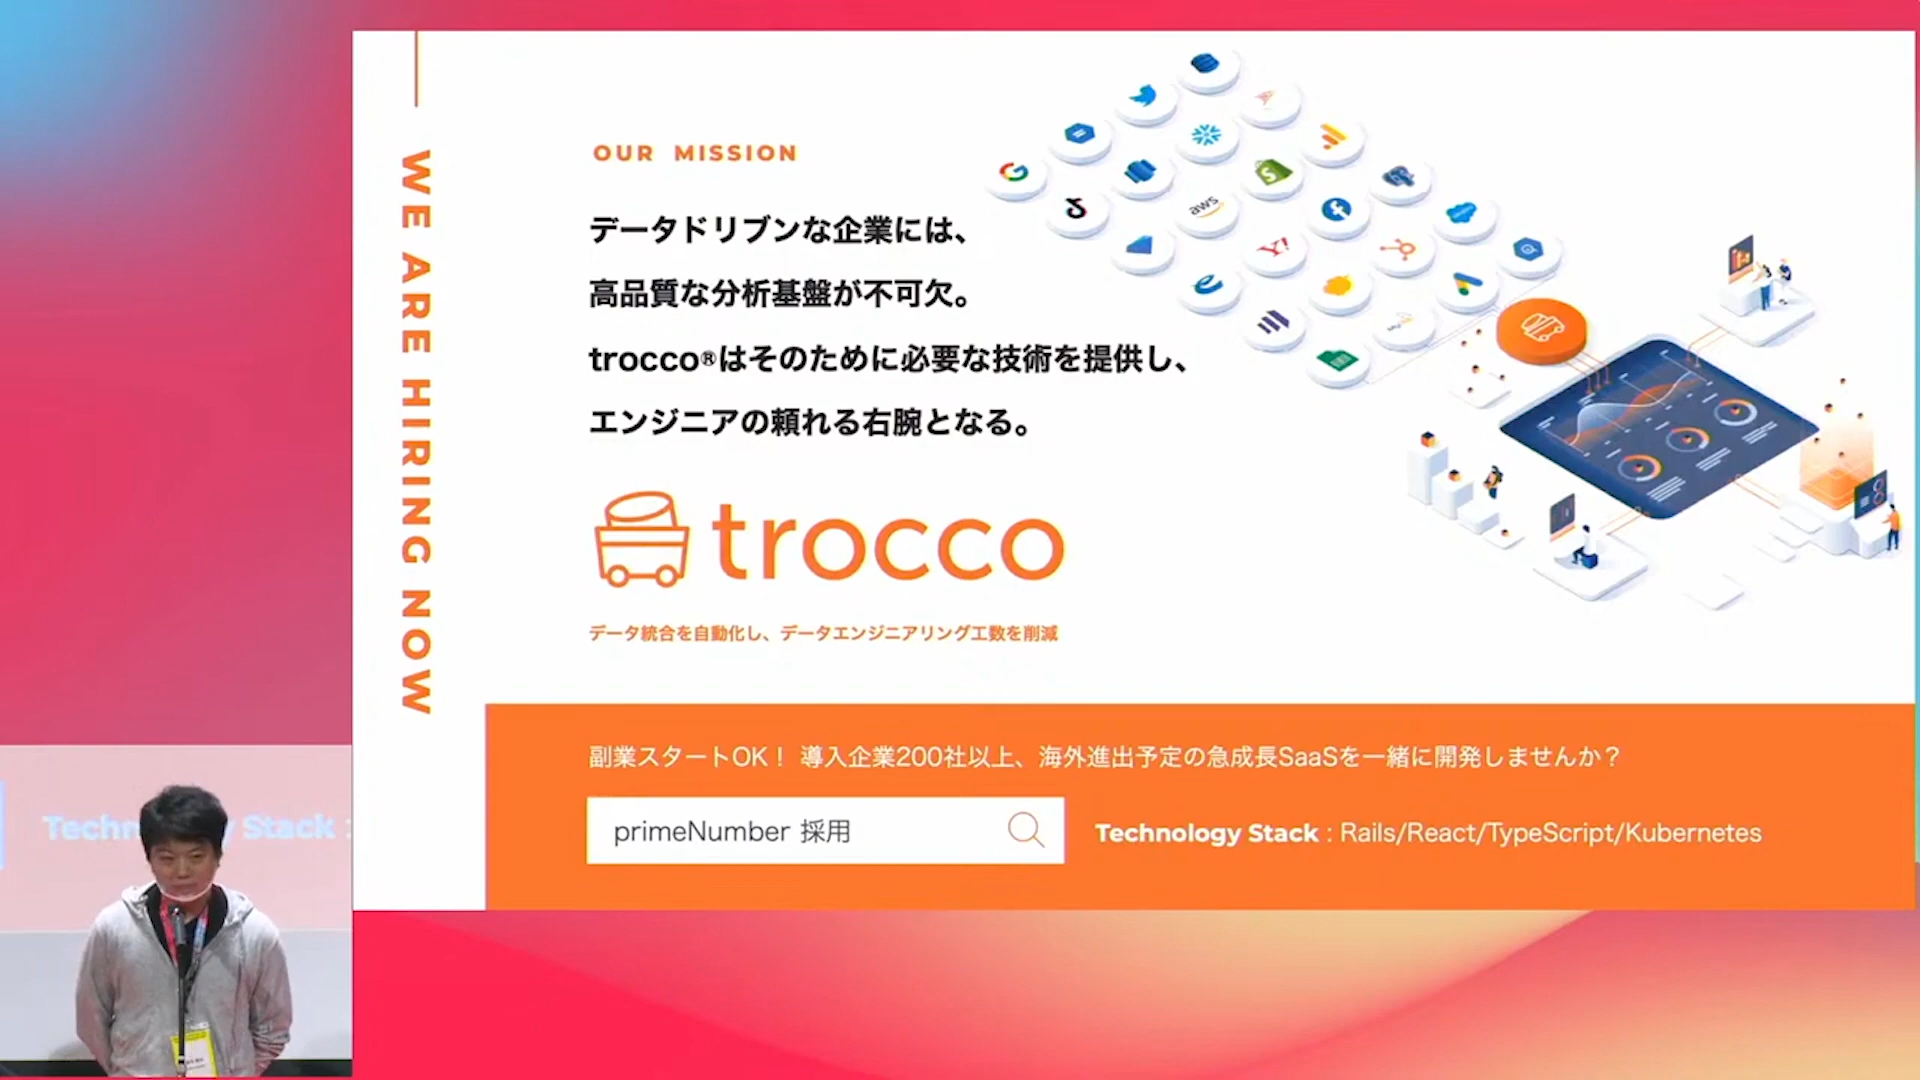 WE ARE HIRING NOW
OUR MISSION
データドリブンな企業には、
高品質な分析基盤が不可欠。
trocco®はそのために必要な技術を提供し、
エンジニアの頼れる右腕となる。
trocco
データ統合を自動化し、データエンジニアリング工数を削減
aws
Y!
副業スタートOK! 導入企業200社以上、海外進出予定の急成長SaaSを一緒に開発しませんか?
primeNumber 採用
Technology Stack : Rails/React/TypeScript/Kubernetes
Stack :